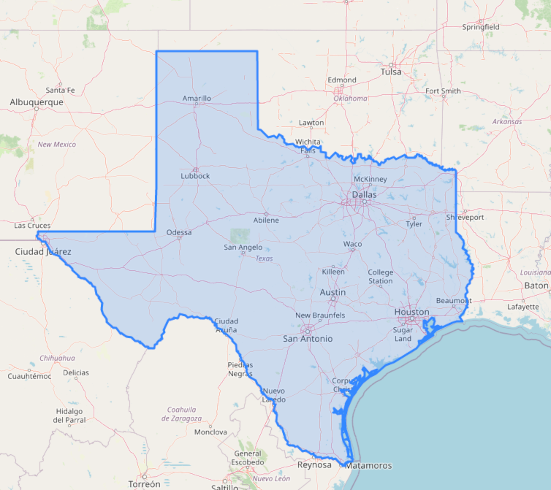 Springfield
Tulsa
Edmond
Oklahoma
Fort Smith
Santa Fe
Albuquerque
Amarillo
Lawton
Arkansas
New Mexico
Wichita
Falls
Lubbock
McKinney
Dallas
Las Cruces
Abilene
Tyler
Shreveport
Odessa
Waco
San Angelo
Texas
Ciudad Juárez
Killeen
College
Station
Louisiana
Austin
Baton
Beaumont
Lafayette
New Braunfels
Houston
Ciudad
Acuña
Sugar
Land
San Antonio
Chihuahua
Piedras
Negras
Cuauhtémoc
Delicias
Corpus
Christi
Nuevo
Laredo
Hidalgo
del Parral
Coahuila
de Zaragoza
Monclova
General
Escobedo
Reynosa
Matamoros
Nuevo León
Torreón
Saltillo